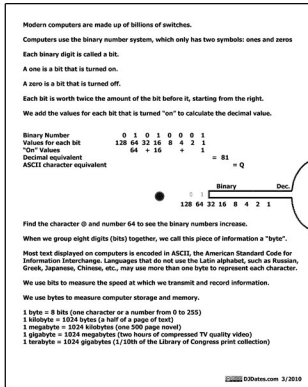 Modern computers are made up of billions of switches.
Computers use the binary number system, which only has two symbols: ones and zeros
Each binary digit is called a bit.
A one is a bit that is turned on.
A zero is a bit that is turned off.
Each bit is worth twice the amount of the bit before it, starting from the right.
We add the values for each bit that is turned "on" to calculate the decimal value.
Binary Number 0 1 0 1 0 0 0 1
Values for each bit 128 64 32 16 8 4 2 1
"On" Values 64 + 16 + 1
Decimal equivalent = 81
ASCII character equivalent = Q
Binary Dec.
0 1
128 64 32 16 8 4 2 1
Find the character @ and number 64 to see the binary numbers increase.
When we group eight digits (bits) together, we call this piece of information a "byte".
Most text displayed on computers is encoded in ASCII, the American Standard Code for
Information Interchange. Languages that do not use the Latin alphabet, such as Russian,
Greek, Japanese, Chinese, etc., may use more than one byte to represent each character.
We use bits to measure the speed at which we transmit and record information.
We use bytes to measure computer storage and memory.
1 byte = 8 bits (one character or a number from 0 to 255)
1 kilobyte = 1024 bytes (a half of a page of text)
1 megabyte = 1024 kilobytes (one 500 page novel)
1 gigabyte = 1024 megabytes (two hours of compressed TV quality video)
1 terabyte = 1024 gigabytes (1/10th of the Library of Congress print collection)
DJDates.com 3/2010